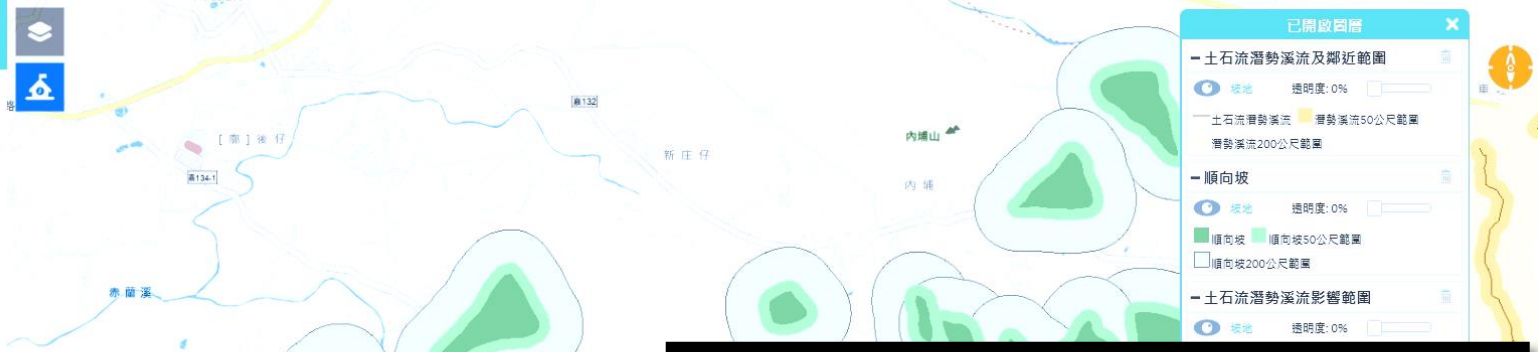 已開啟圖層
土石流潛勢溪流及鄰近範圍
坡地 透明度: 0%
土石流潛勢溪流 潛勢溪流50公尺範圍
潛勢溪流200公尺範圍
順向坡
坡地 透明度: 0%
順向坡 順向坡50公尺範圍
順向坡200公尺範圍
土石流潛勢溪流影響範圍
坡地 透明度: 0%
嘉132
內埔山
[ 鄭 ] 後 仔
新 庄 仔
嘉134-1
內 埔
赤 蘭 溪
車
路